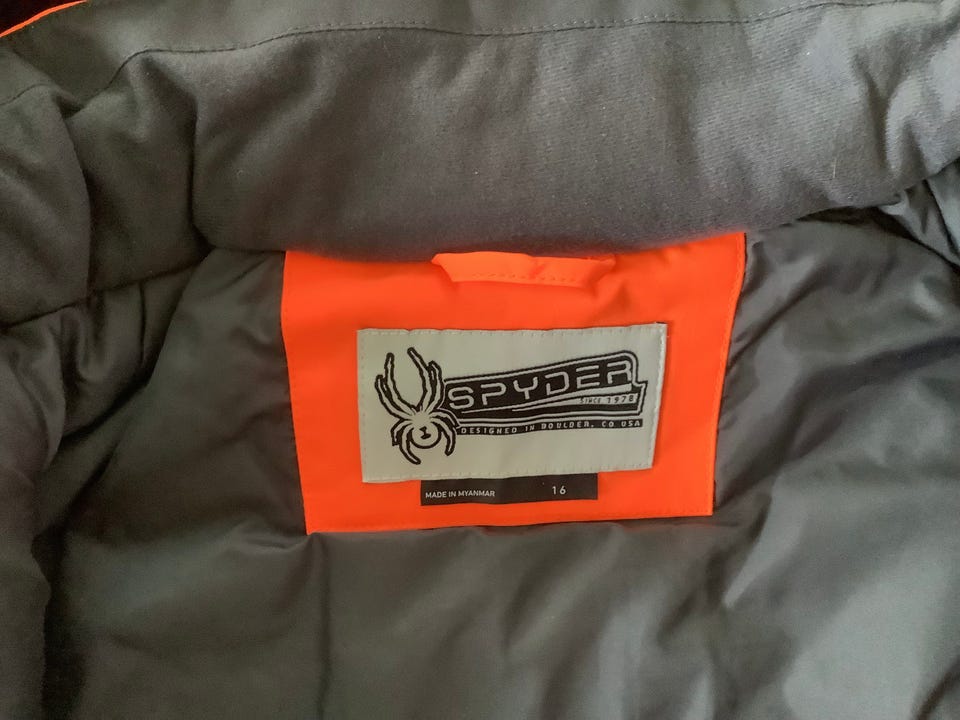 SPYDER
SINCE 1978
DESIGNED IN BOULDER, CO USA
MADE IN MYANMAR 16